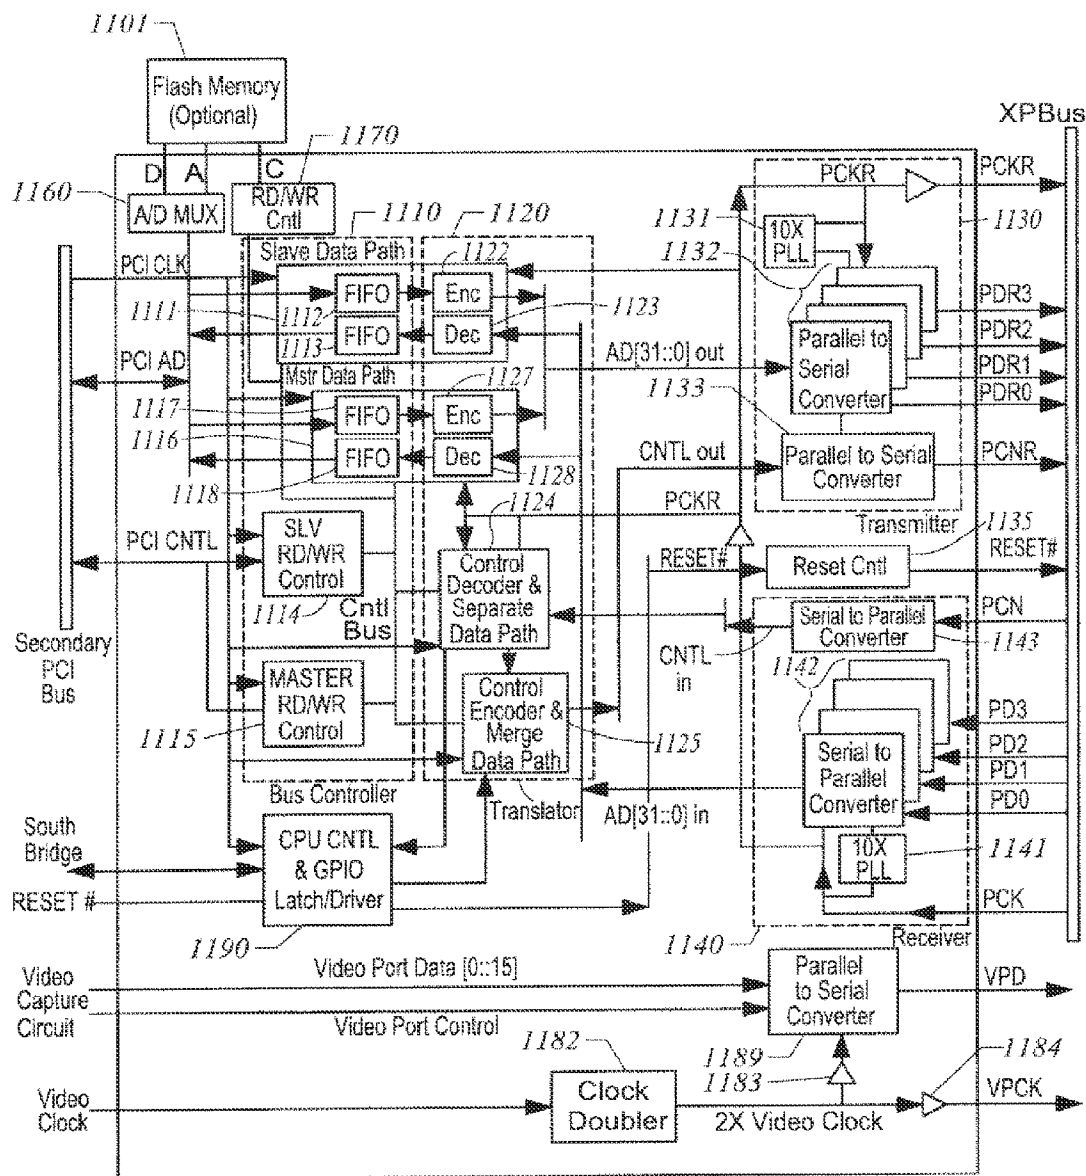 1101
Flash Memory
(Optional)
XPBus
D
A
C
1170
1160
A/D MUX
RD/WR
Cntl
1110
1120
PCKR
PCKR
1130
1131
10X
PLL
1132
Slave Data Path
1122
PCI CLK
FIFO
Enc
1123
1111
1112
FIFO
Dec
1113
PCI AD
AD[31::0] out
Parallel to
Serial
Converter
PDR3
PDR2
PDR1
PDR0
Mstr Data Path
1127
1133
1117
FIFO
Enc
1116
FIFO
Dec
1118
1128
CNTL out
Parallel to Serial
Converter
PCNR
1124
PCKR
Transmitter
PCI CNTL
SLV
RD/WR
Control
1114
Cntl
Bus
Control
Decoder &
Separate
Data Path
RESET#
Reset Cntl
1135
RESET#
Secondary
PCI
Bus
CNTL
in
Serial to Parallel
Converter
PCN
1143
1142
MASTER
RD/WR
Control
1115
Control
Encoder &
Merge
Data Path
1125
Serial to
Parallel
Converter
PD3
PD2
PD1
PD0
Bus Controller
Translator
AD[31::0] in
South
Bridge
RESET #
CPU CNTL
& GPIO
Latch/Driver
1190
10X
PLL
1141
PCK
1140
Receiver
Video
Capture
Circuit
Video Port Data [0::15]
Video Port Control
Parallel
to Serial
Converter
VPD
1182
1189
1183
1184
Video
Clock
Clock
Doubler
2X Video Clock
VPCK